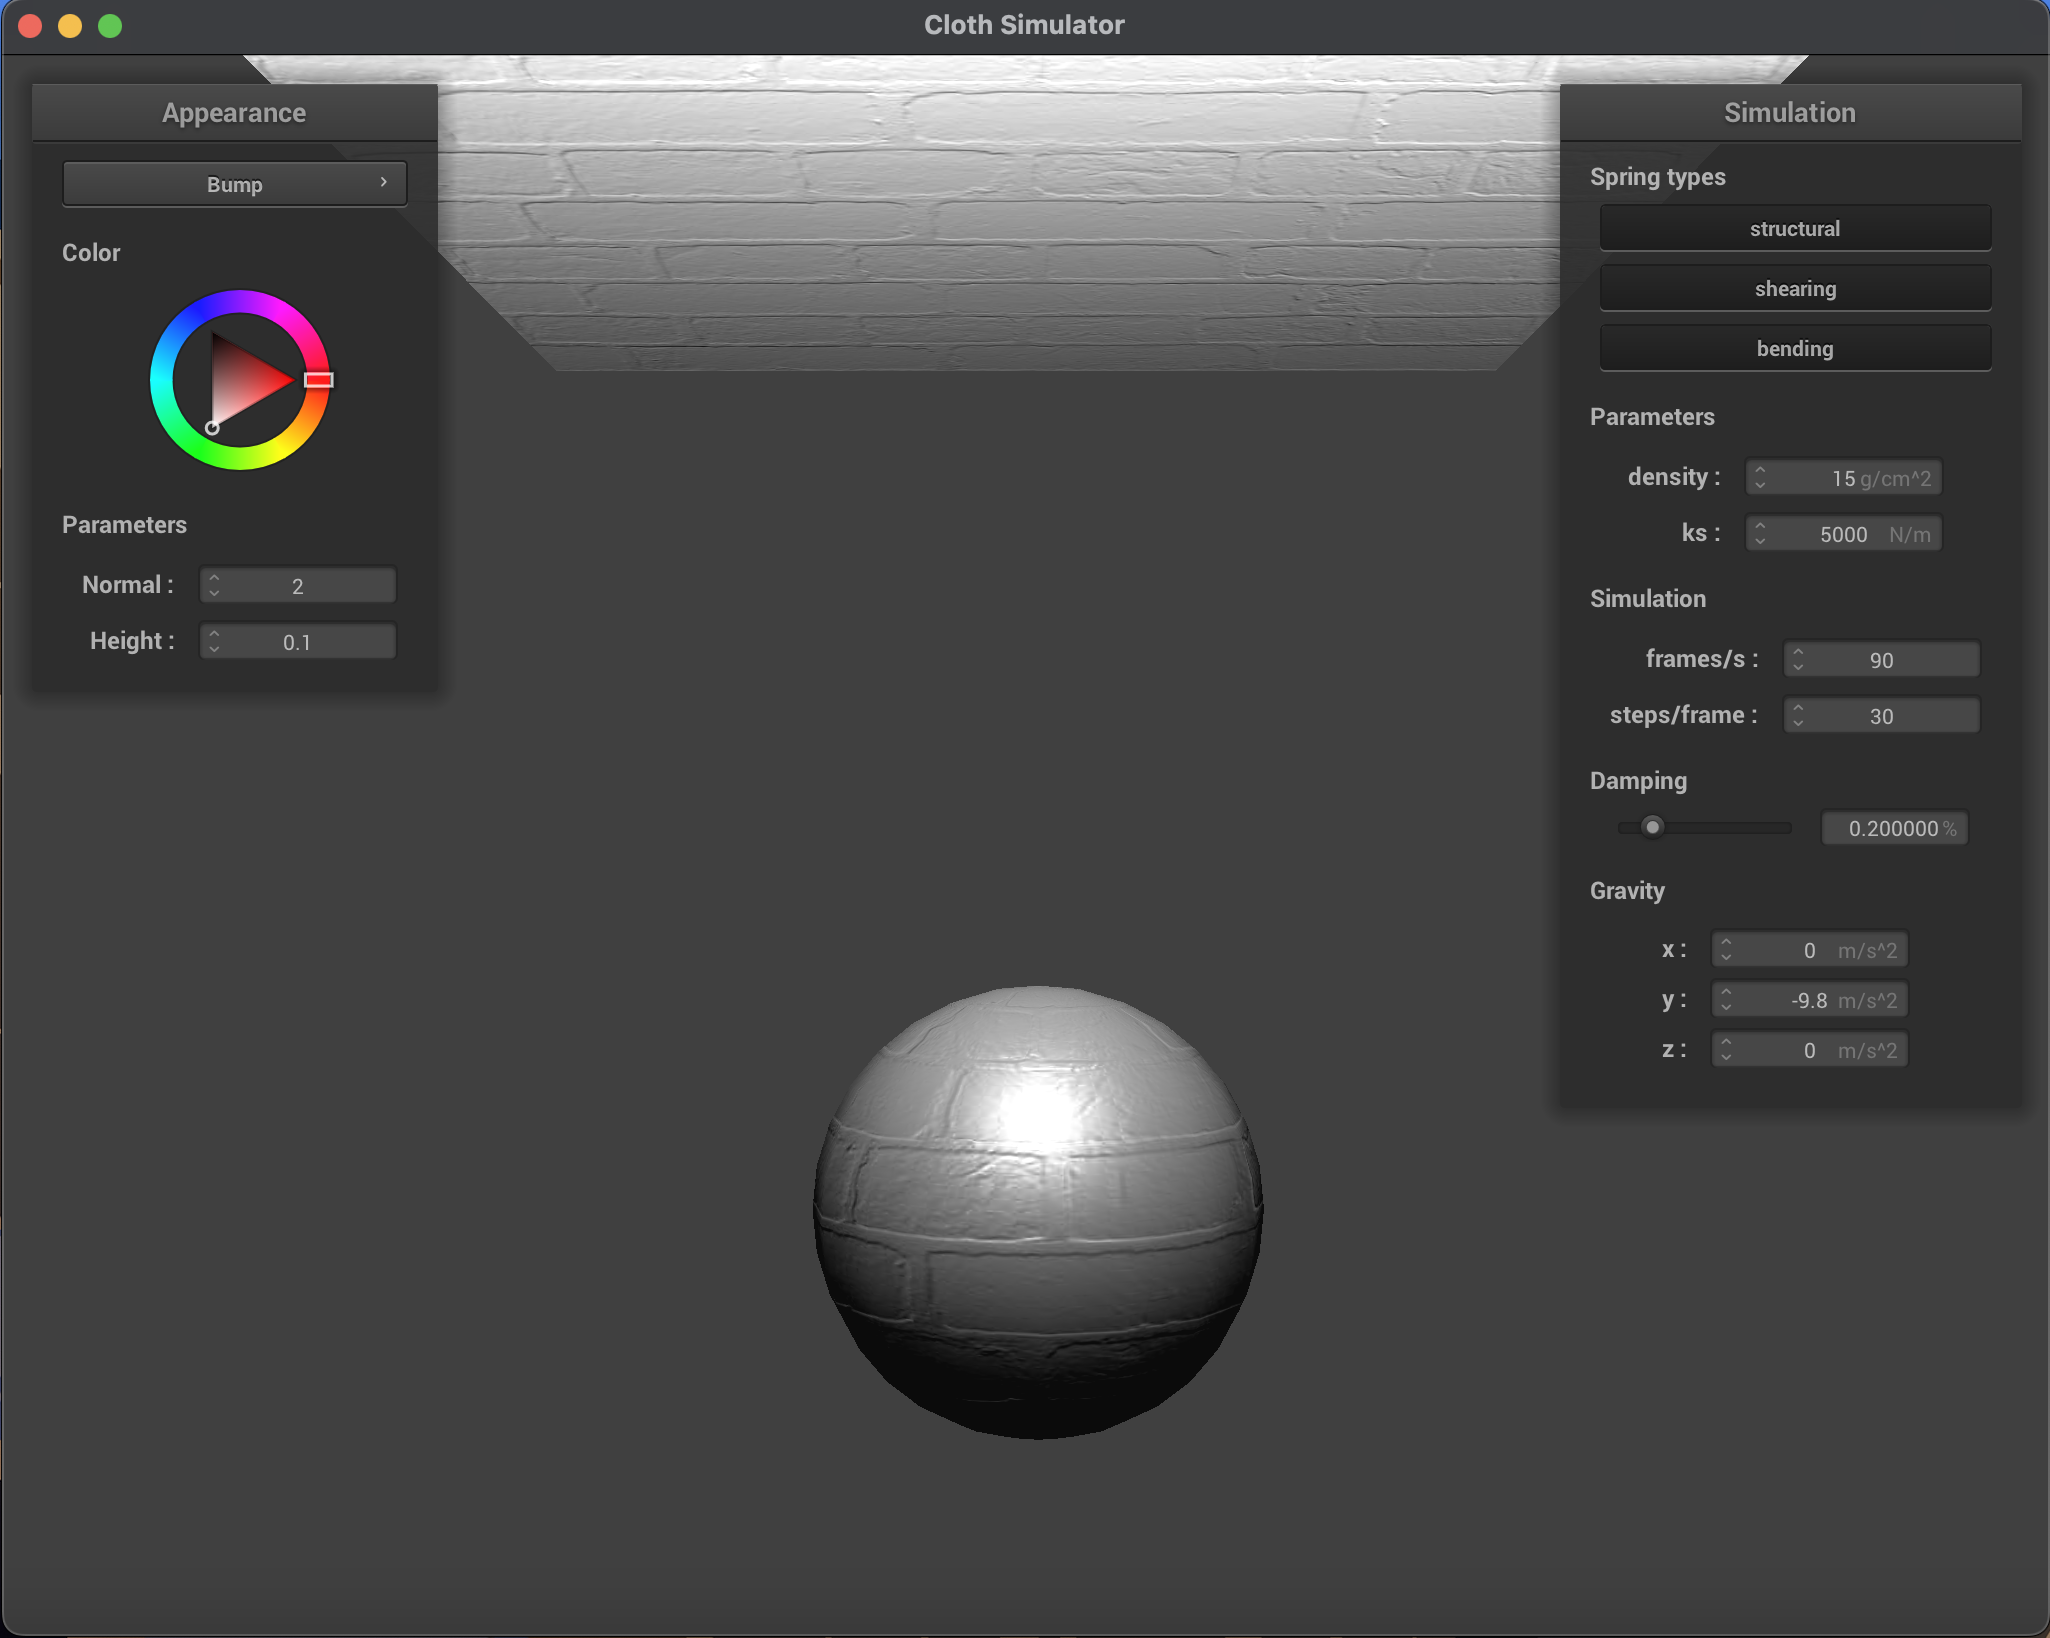 Cloth Simulator
Appearance
Bump
Color
Parameters
Normal : 2
Height : 0.1
Simulation
Spring types
structural
shearing
bending
Parameters
density : 15 g/cm^2
ks : 5000 N/m
Simulation
frames/s : 90
steps/frame : 30
Damping
0.200000 %
Gravity
x : 0 m/s^2
y : -9.8 m/s^2
z : 0 m/s^2